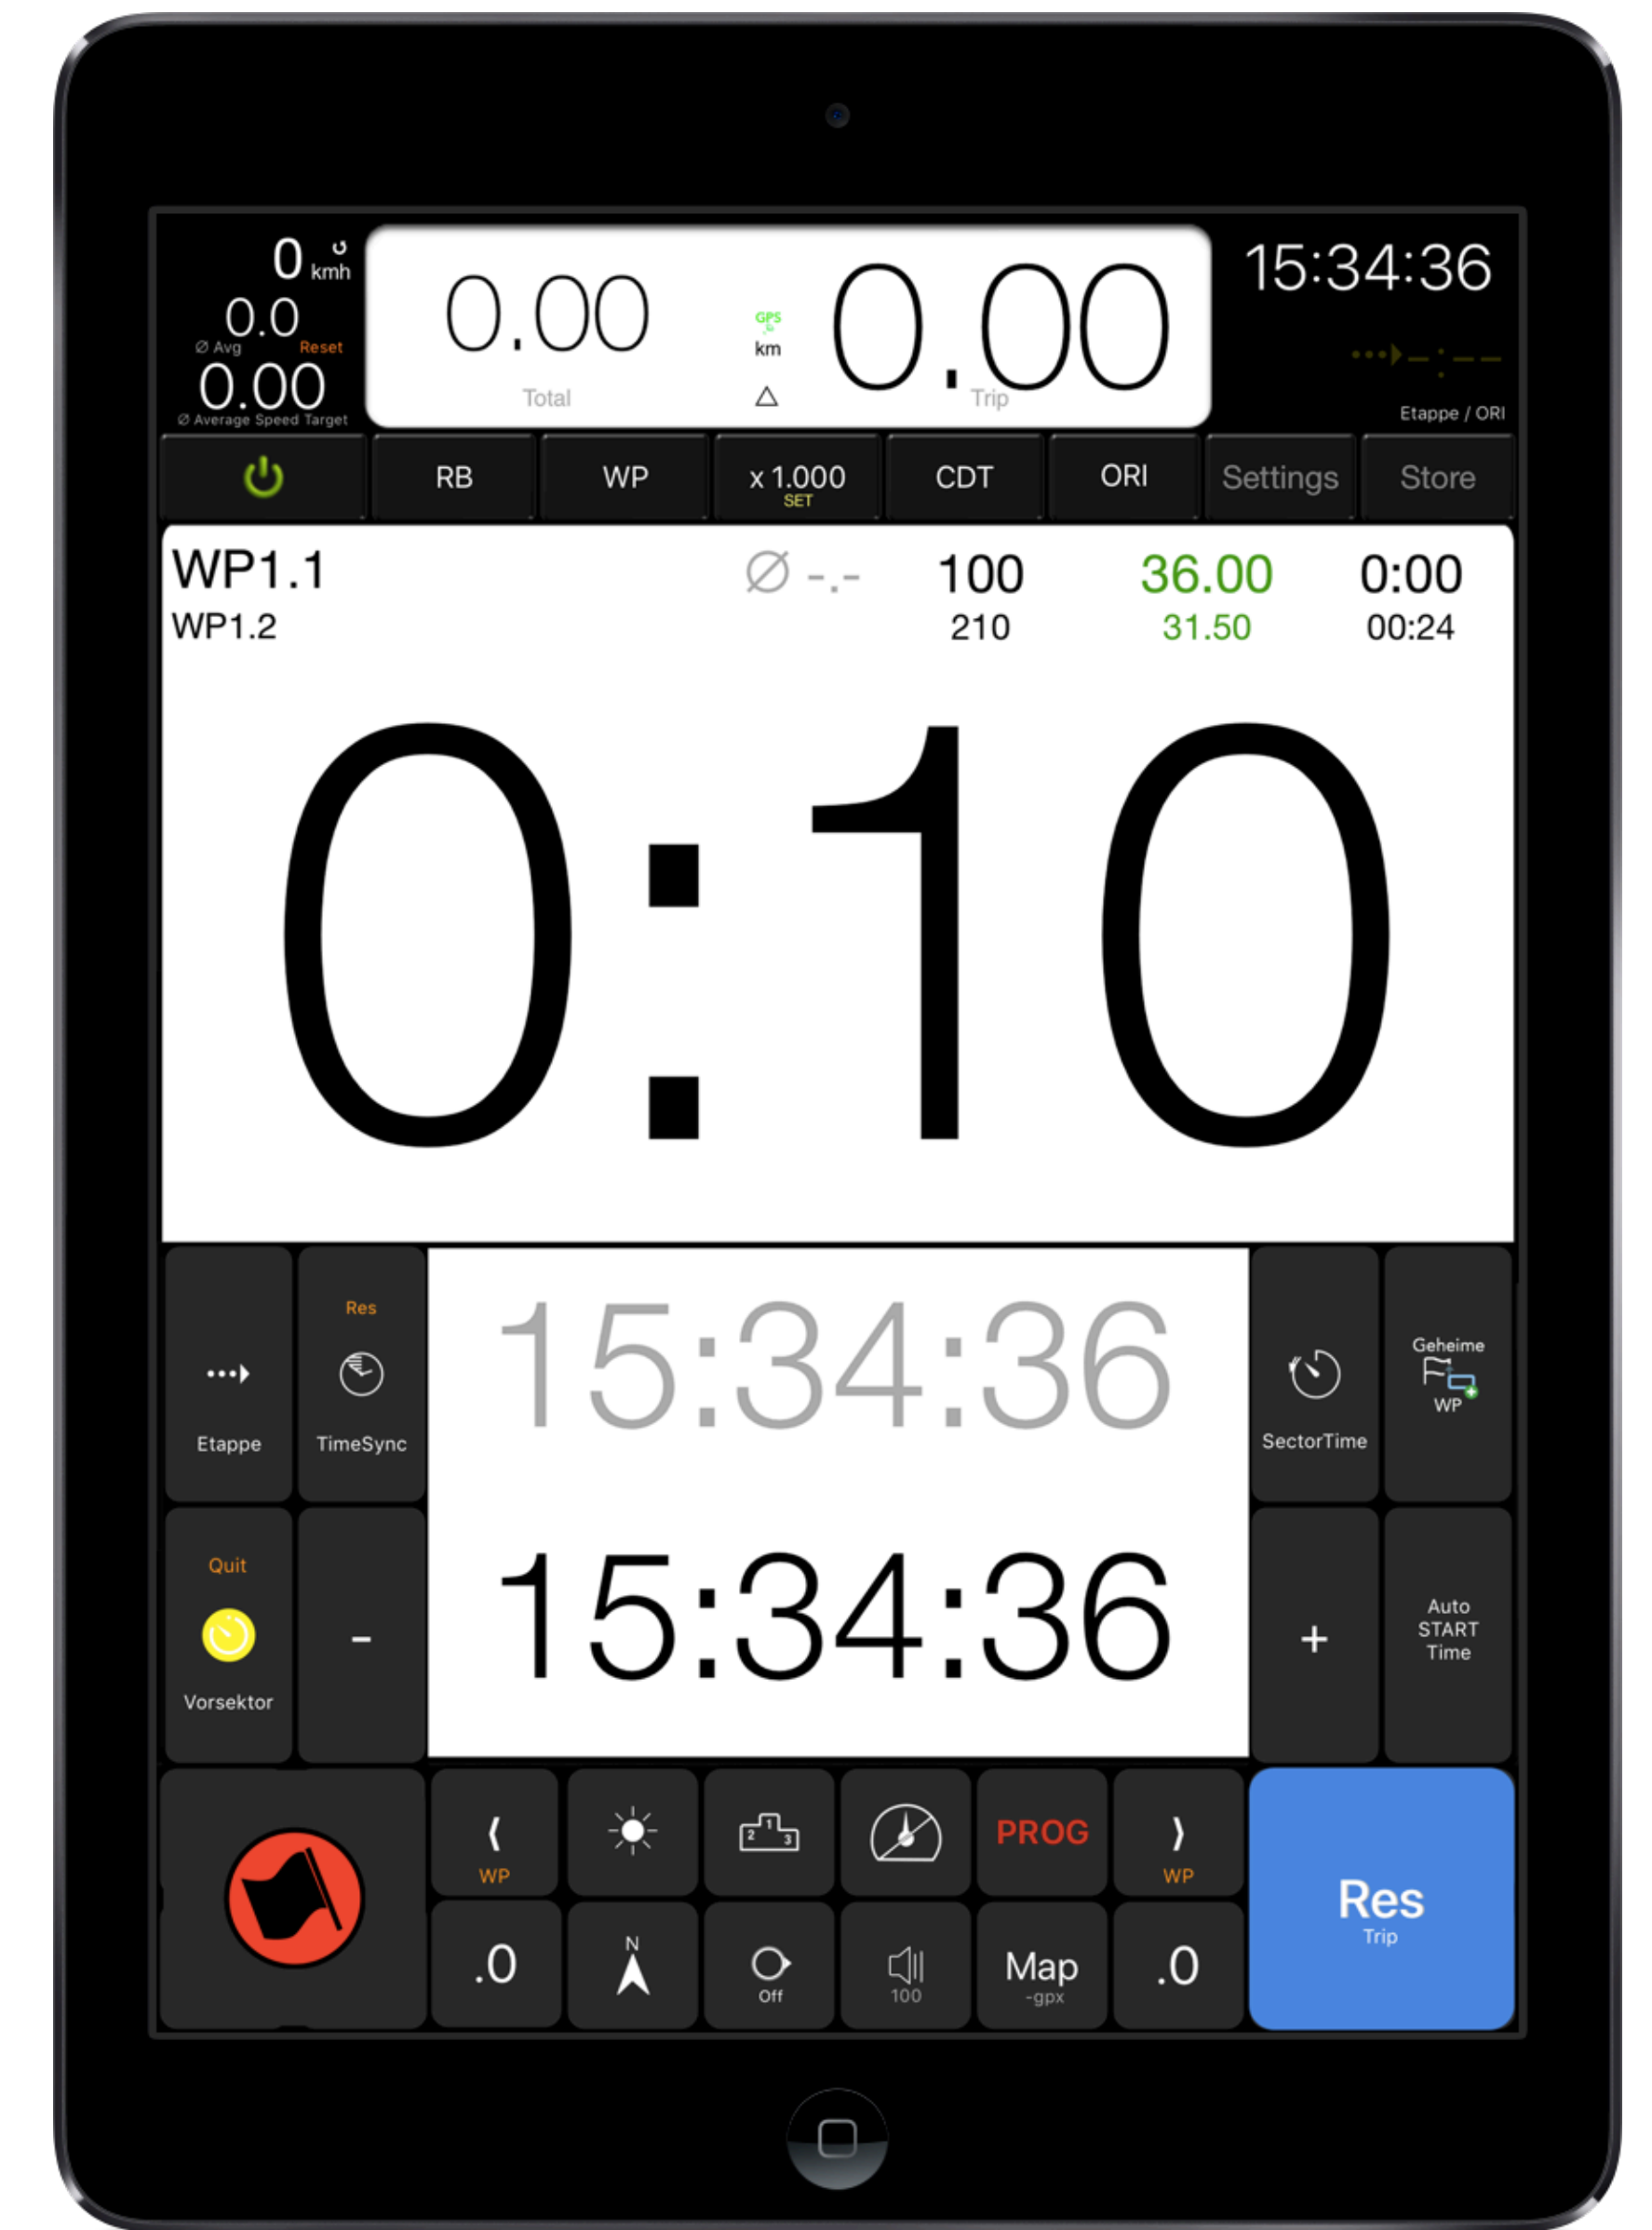 0 kmh
0.0
Ø Avg Reset
0.00
Ø Average Speed Target
0.00
Total
GPS
km
△
0.00
Trip
15:34:36
-:--
Etappe / ORI
RB WP x 1.000 CDT ORI Settings Store
SET
WP1.1 Ø -.- 100 36.00 0:00
WP1.2 210 31.50 00:24
0:10
Etappe
Res
TimeSync
15:34:36
SectorTime
Geheime
WP
Quit
Vorsektor
-
15:34:36
+
Auto
START
Time
⟨
WP
2 1 3
PROG
⟩
WP
Res
Trip
.0
N
Off
100
Map
-gpx
.0